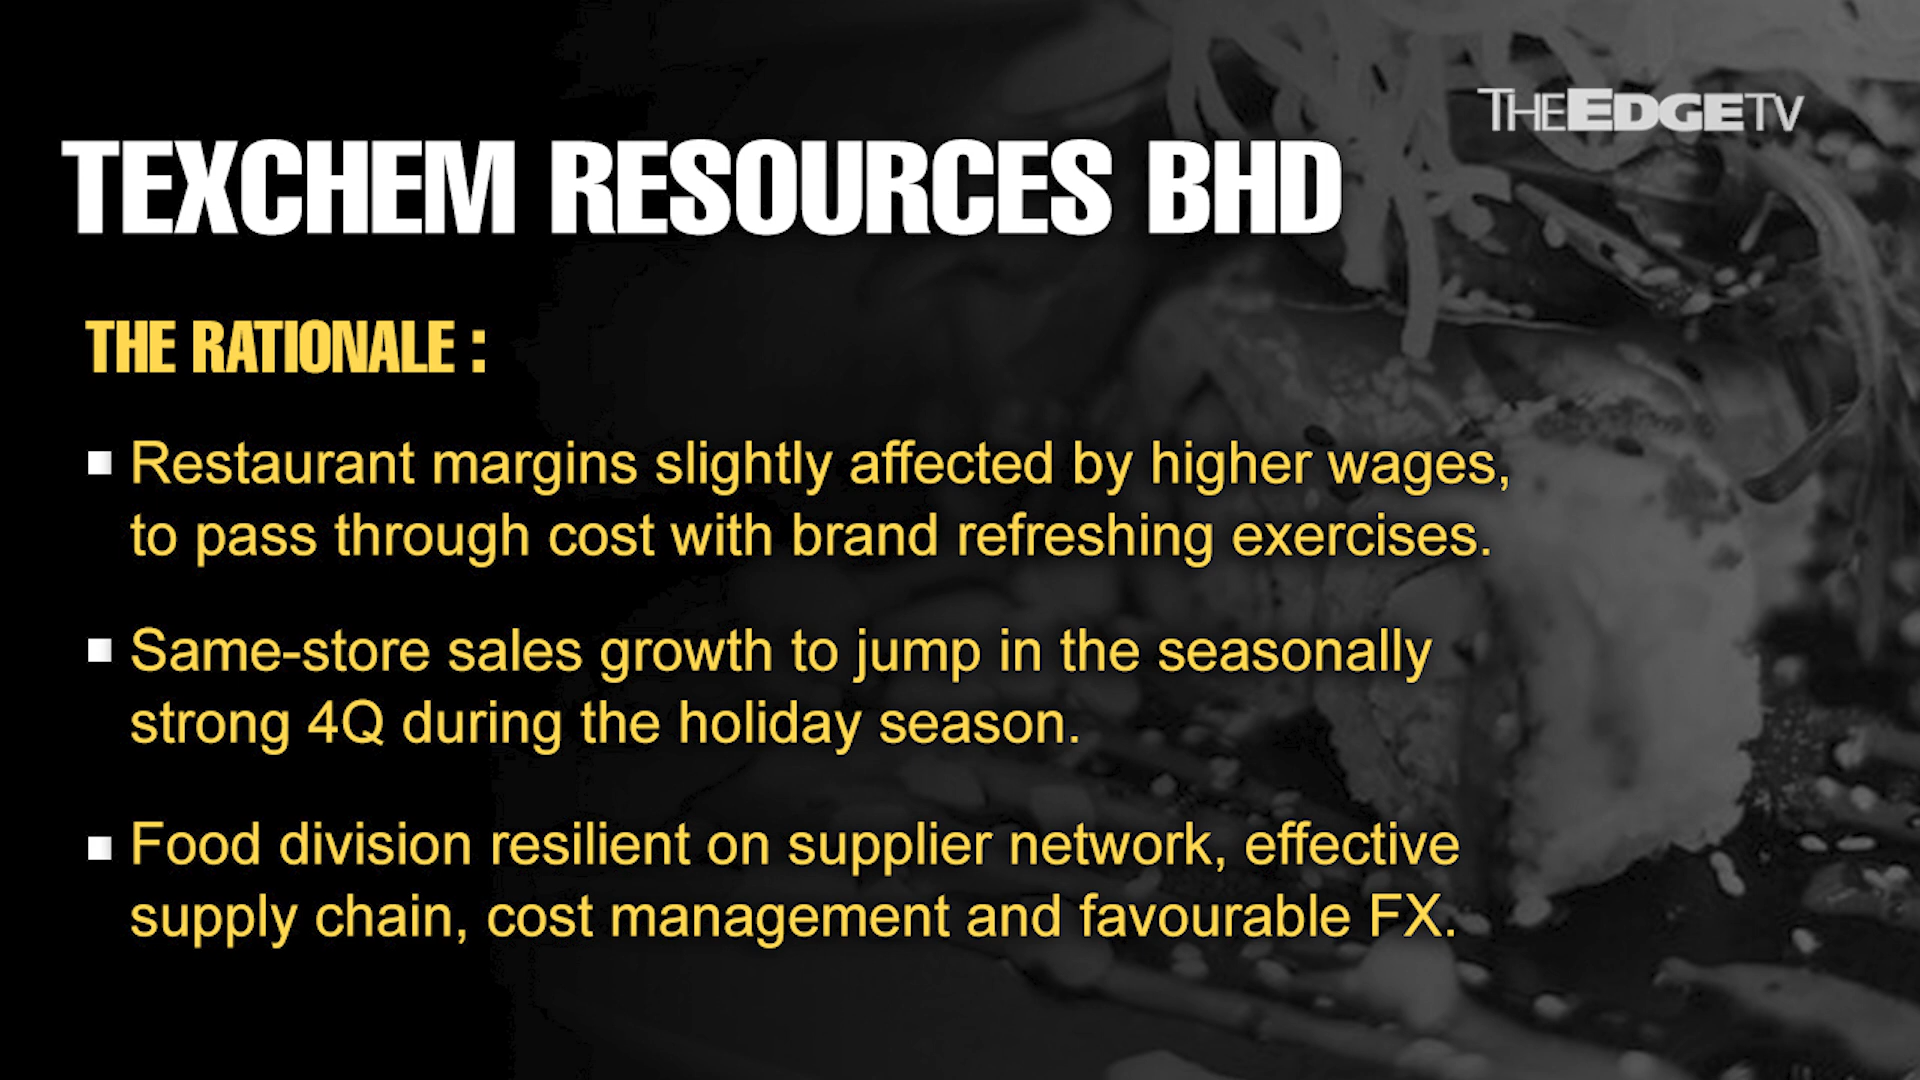 THEEDGETV
TEXCHEM RESOURCES BHD
THE RATIONALE :
Restaurant margins slightly affected by higher wages,
to pass through cost with brand refreshing exercises.
Same-store sales growth to jump in the seasonally
strong 4Q during the holiday season.
Food division resilient on supplier network, effective
supply chain, cost management and favourable FX.